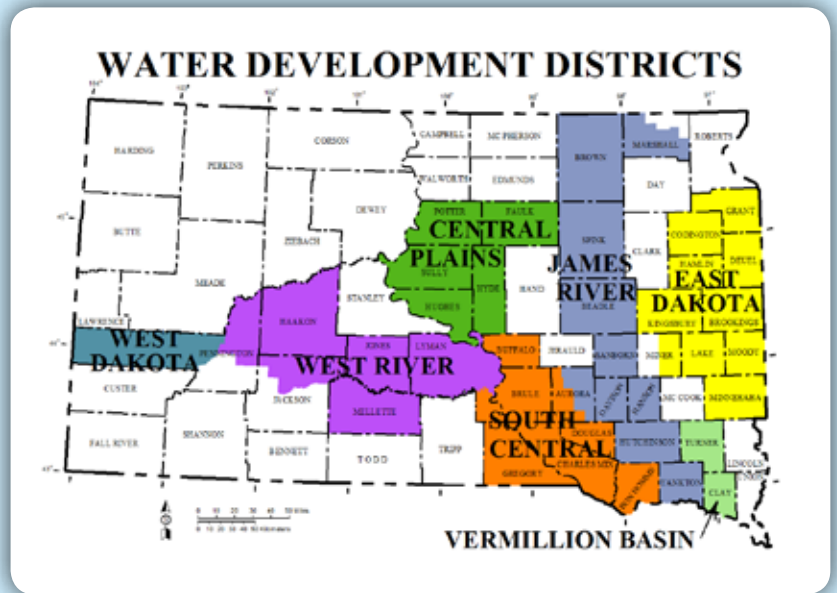 WATER DEVELOPMENT DISTRICTS
HARDING
PERKINS
CORSON
CAMPBELL
MC PHERSON
BROWN
MARSHALL
ROBERTS
WALWORTH
EDMUNDS
DAY
BUTTE
DEWEY
ZIEBACH
POTTER
FAULK
CENTRAL
PLAINS
SPINK
CLARK
CODINGTON
GRANT
DEUEL
HAMLIN
MEADE
STANLEY
SULLY
HUGHES
HYDE
HAND
JAMES
RIVER
BEADLE
EAST
DAKOTA
KINGSBURY
BROOKINGS
LAWRENCE
WEST
DAKOTA
PENNINGTON
HAAKON
JONES
LYMAN
WEST RIVER
BUFFALO
JERAULD
SANBORN
MINER
LAKE
MOODY
CUSTER
JACKSON
MELLETTE
BRULE
AURORA
DAVISON
HANSON
MC COOK
MINNEHAHA
SOUTH
CENTRAL
FALL RIVER
SHANNON
BENNETT
TODD
TRIPP
GREGORY
DOUGLAS
CHARLES MIX
HUTCHINSON
TURNER
LINCOLN
BON HOMME
YANKTON
CLAY
UNION
VERMILLION BASIN